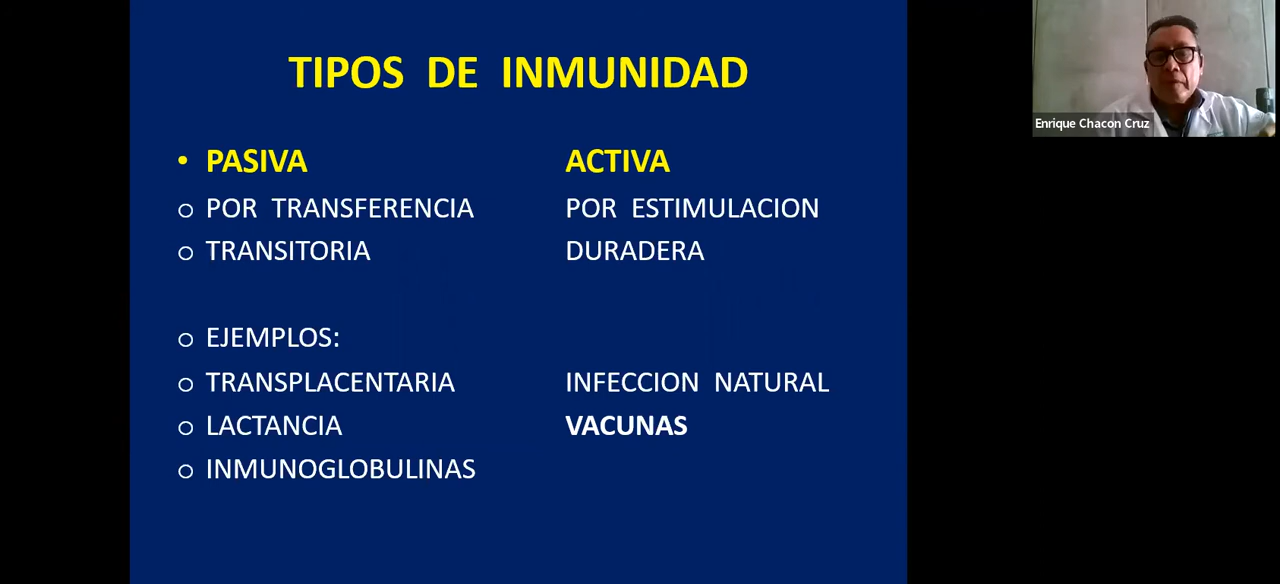 TIPOS DE INMUNIDAD
• PASIVA ACTIVA
o POR TRANSFERENCIA POR ESTIMULACION
o TRANSITORIA DURADERA
o EJEMPLOS:
o TRANSPLACENTARIA INFECCION NATURAL
o LACTANCIA VACUNAS
o INMUNOGLOBULINAS
Enrique Chacon Cruz